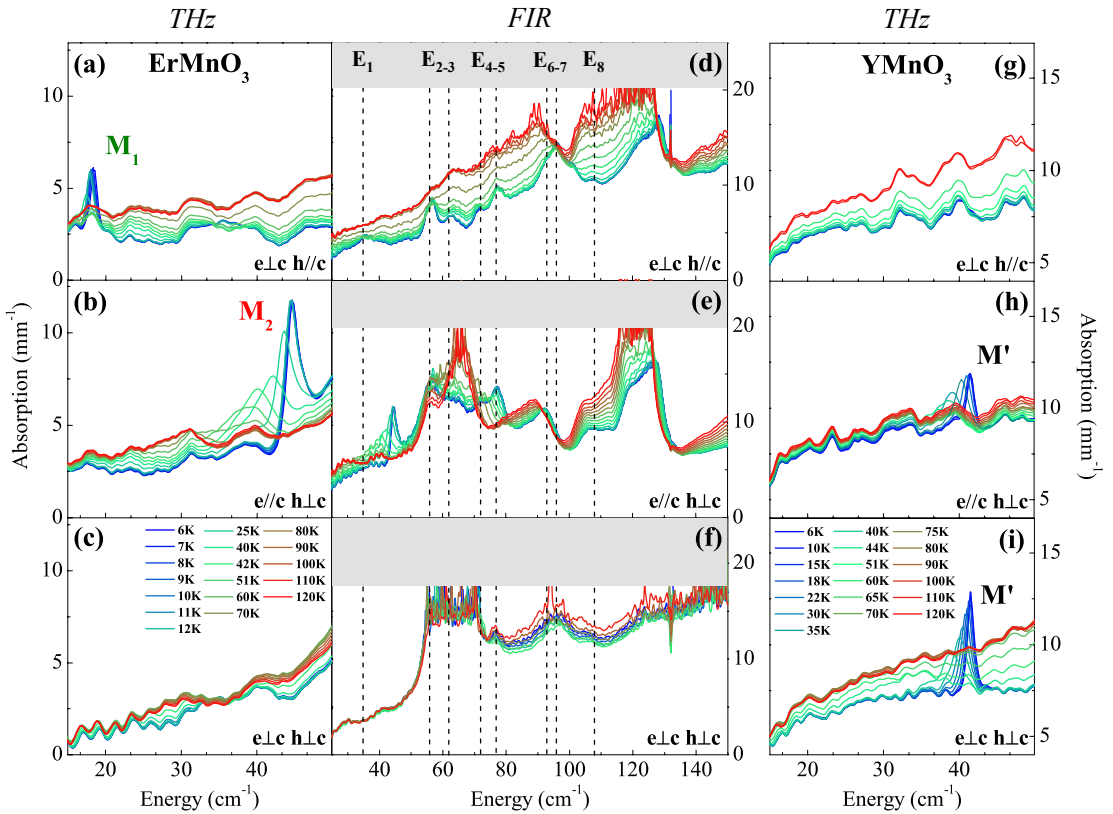 THz FIR THz
(a) ErMnO3
M1
10
5
0
e⊥c h//c
E1 E2-3 E4-5 E6-7 E8
(d)
20
10
0
e⊥c h//c
YMnO3 (g)
15
10
5
e⊥c h//c
Absorption (mm-1)
(b)
M2
10
5
0
e//c h⊥c
(e)
20
10
0
e//c h⊥c
(h)
M'
15
10
5
e//c h⊥c
Absorption (mm-1)
(c)
6K 25K 80K
7K 40K 90K
8K 42K 100K
9K 51K 110K
10K 60K 120K
11K 70K
12K
10
5
0
e⊥c h⊥c
(f)
20
10
0
e⊥c h⊥c
(i)
6K 40K 75K
10K 44K 80K
15K 51K 90K
18K 60K 100K
22K 65K 110K
30K 70K 120K
35K
M'
15
10
5
e⊥c h⊥c
20 30 40
40 60 80 100 120 140
20 40
Energy (cm-1) Energy (cm-1) Energy (cm-1)